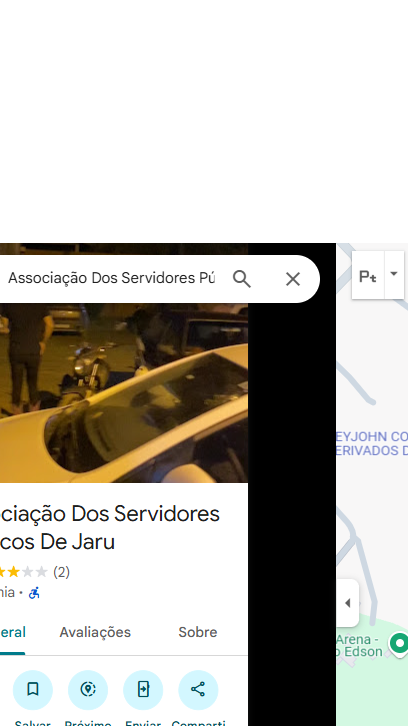 Associação Dos Servidores Pú
Pt
EYJOHN CO
ERIVADOS D
ciação Dos Servidores
cos De Jaru
(2)
nia •
eral
Avaliações
Sobre
Arena -
o Edson
Salvar
Próximo
Enviar
Comparti